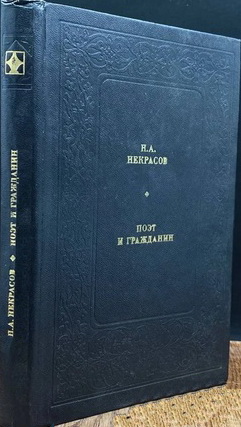 Н.А. НЕКРАСОВ ◆ ПОЭТ И ГРАЖДАНИН
Н.А.
НЕКРАСОВ
ПОЭТ
И ГРАЖДАНИН